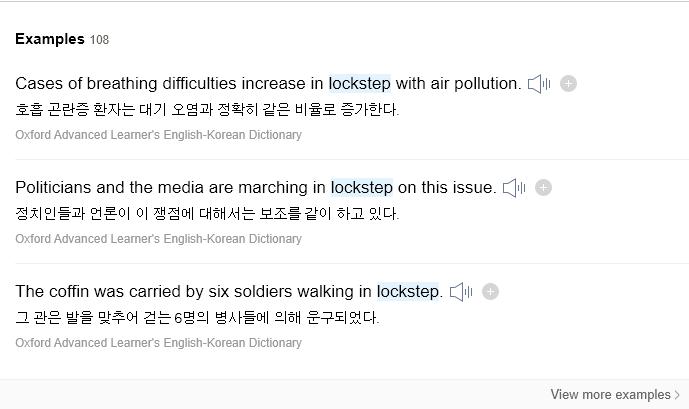 Examples 108
Cases of breathing difficulties increase in lockstep with air pollution.
호흡 곤란증 환자는 대기 오염과 정확히 같은 비율로 증가한다.
Oxford Advanced Learner's English-Korean Dictionary
Politicians and the media are marching in lockstep on this issue.
정치인들과 언론이 이 쟁점에 대해서는 보조를 같이 하고 있다.
Oxford Advanced Learner's English-Korean Dictionary
The coffin was carried by six soldiers walking in lockstep.
그 관은 발을 맞추어 걷는 6명의 병사들에 의해 운구되었다.
Oxford Advanced Learner's English-Korean Dictionary
View more examples